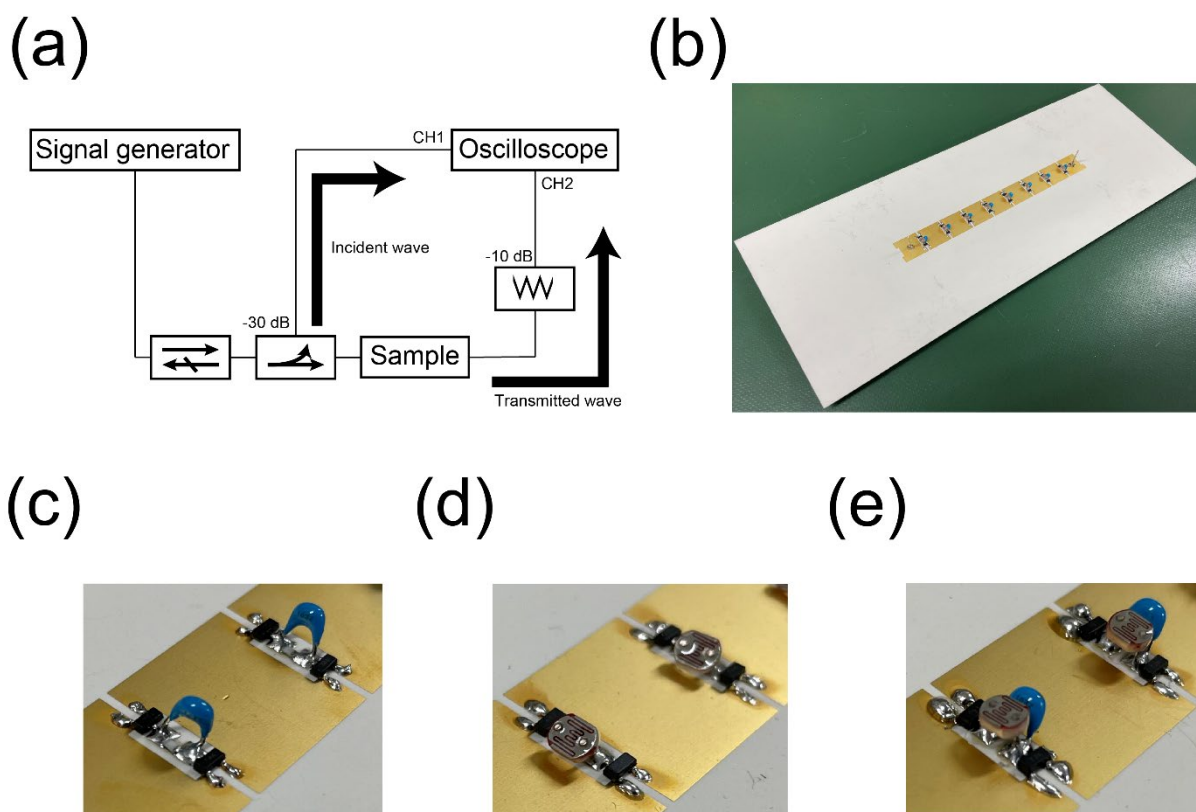 (a)
(b)
Signal generator
CH1
Oscilloscope
CH2
Incident wave
-10 dB
-30 dB
Sample
Transmitted wave
(c)
(d)
(e)